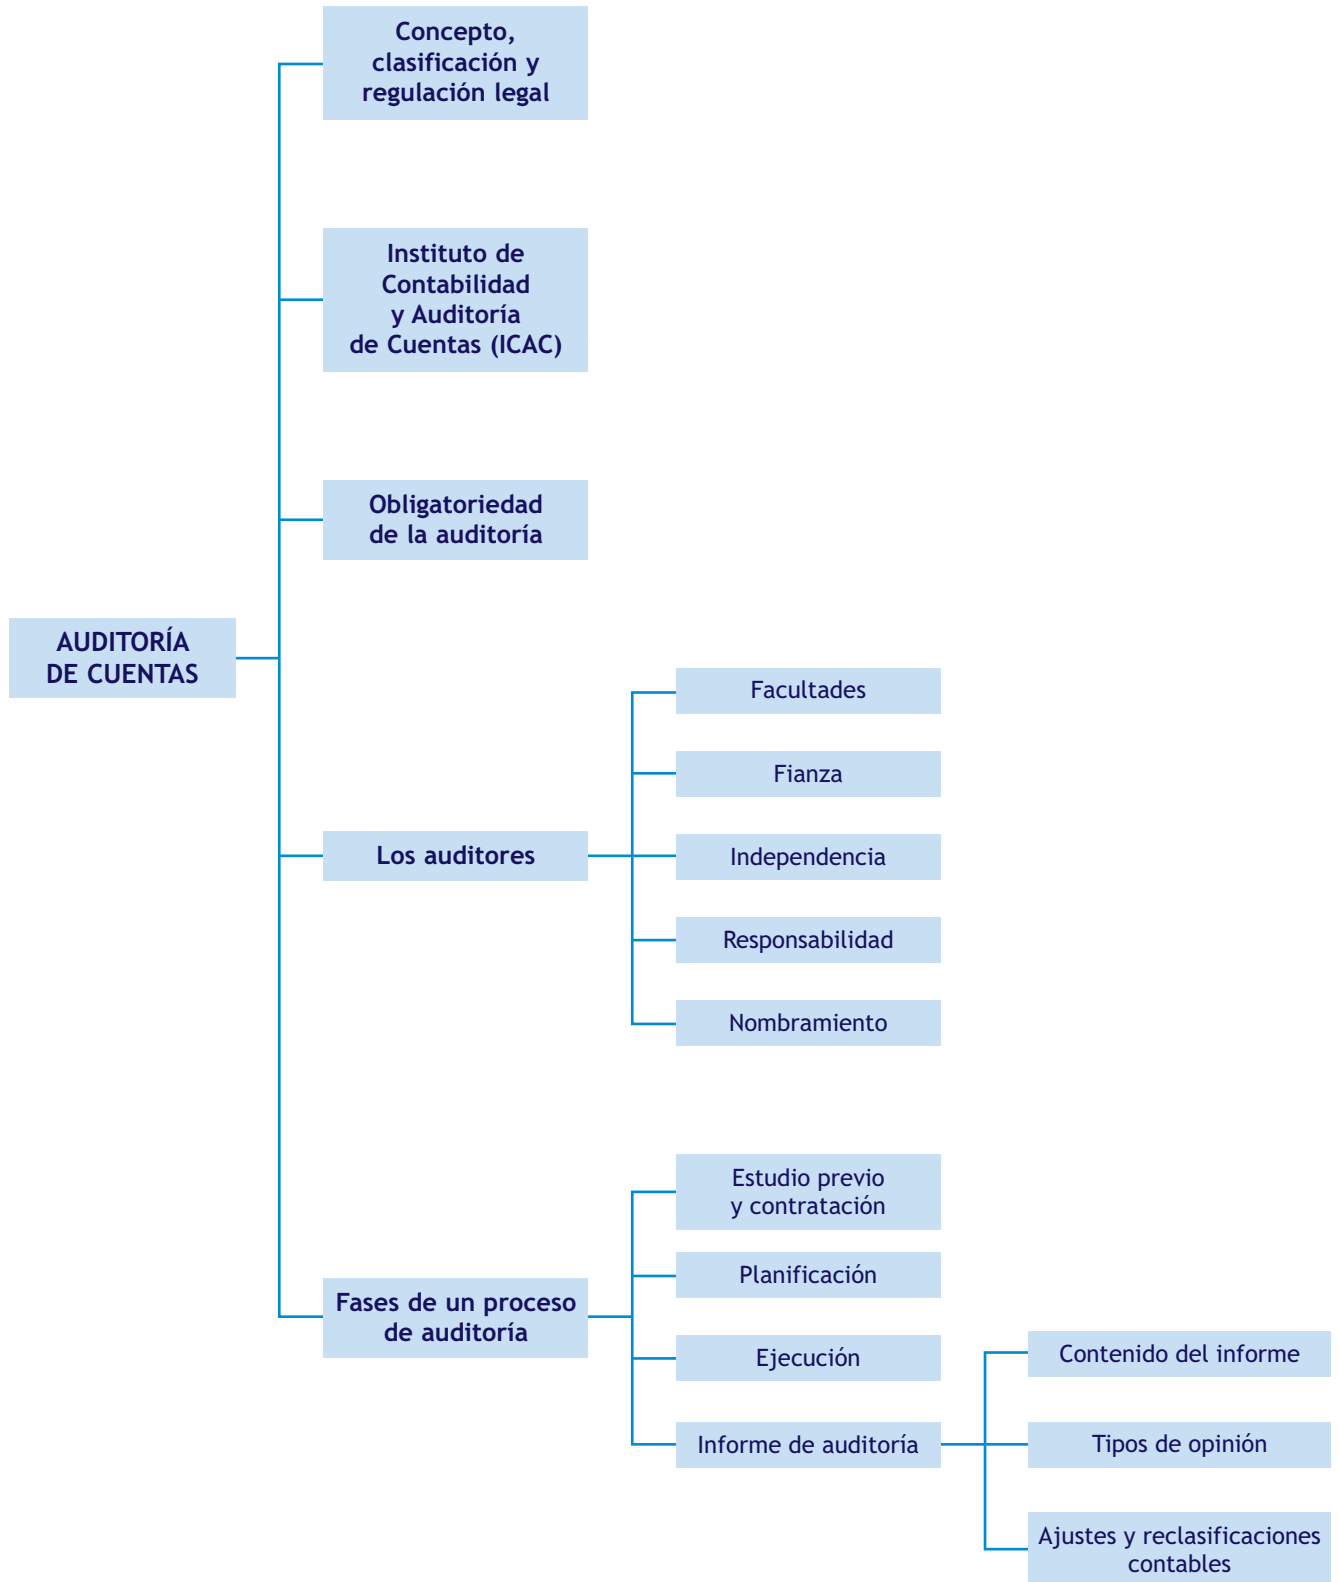 Concepto,
clasificación y
regulación legal
Instituto de
Contabilidad
y Auditoría
de Cuentas (ICAC)
Obligatoriedad
de la auditoría
AUDITORÍA
DE CUENTAS
Los auditores
Facultades
Fianza
Independencia
Responsabilidad
Nombramiento
Fases de un proceso
de auditoría
Estudio previo
y contratación
Planificación
Ejecución
Informe de auditoría
Contenido del informe
Tipos de opinión
Ajustes y reclasificaciones
contables